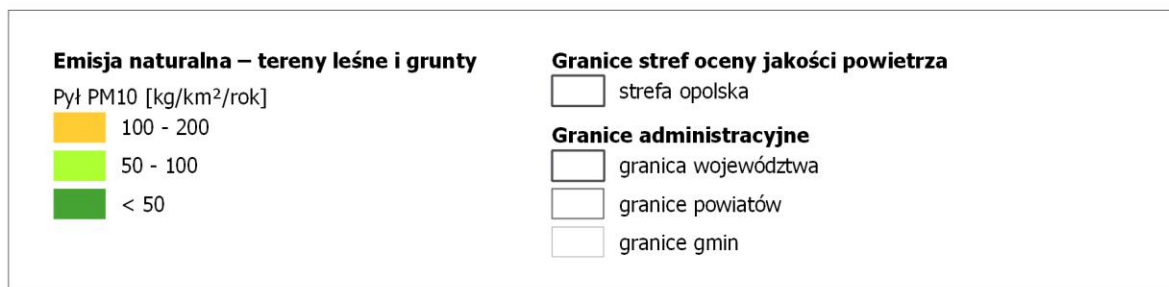 Emisja naturalna – tereny leśne i grunty
Pył PM10 [kg/km²/rok]
100 - 200
50 - 100
< 50
Granice stref oceny jakości powietrza
strefa opolska
Granice administracyjne
granica województwa
granice powiatów
granice gmin